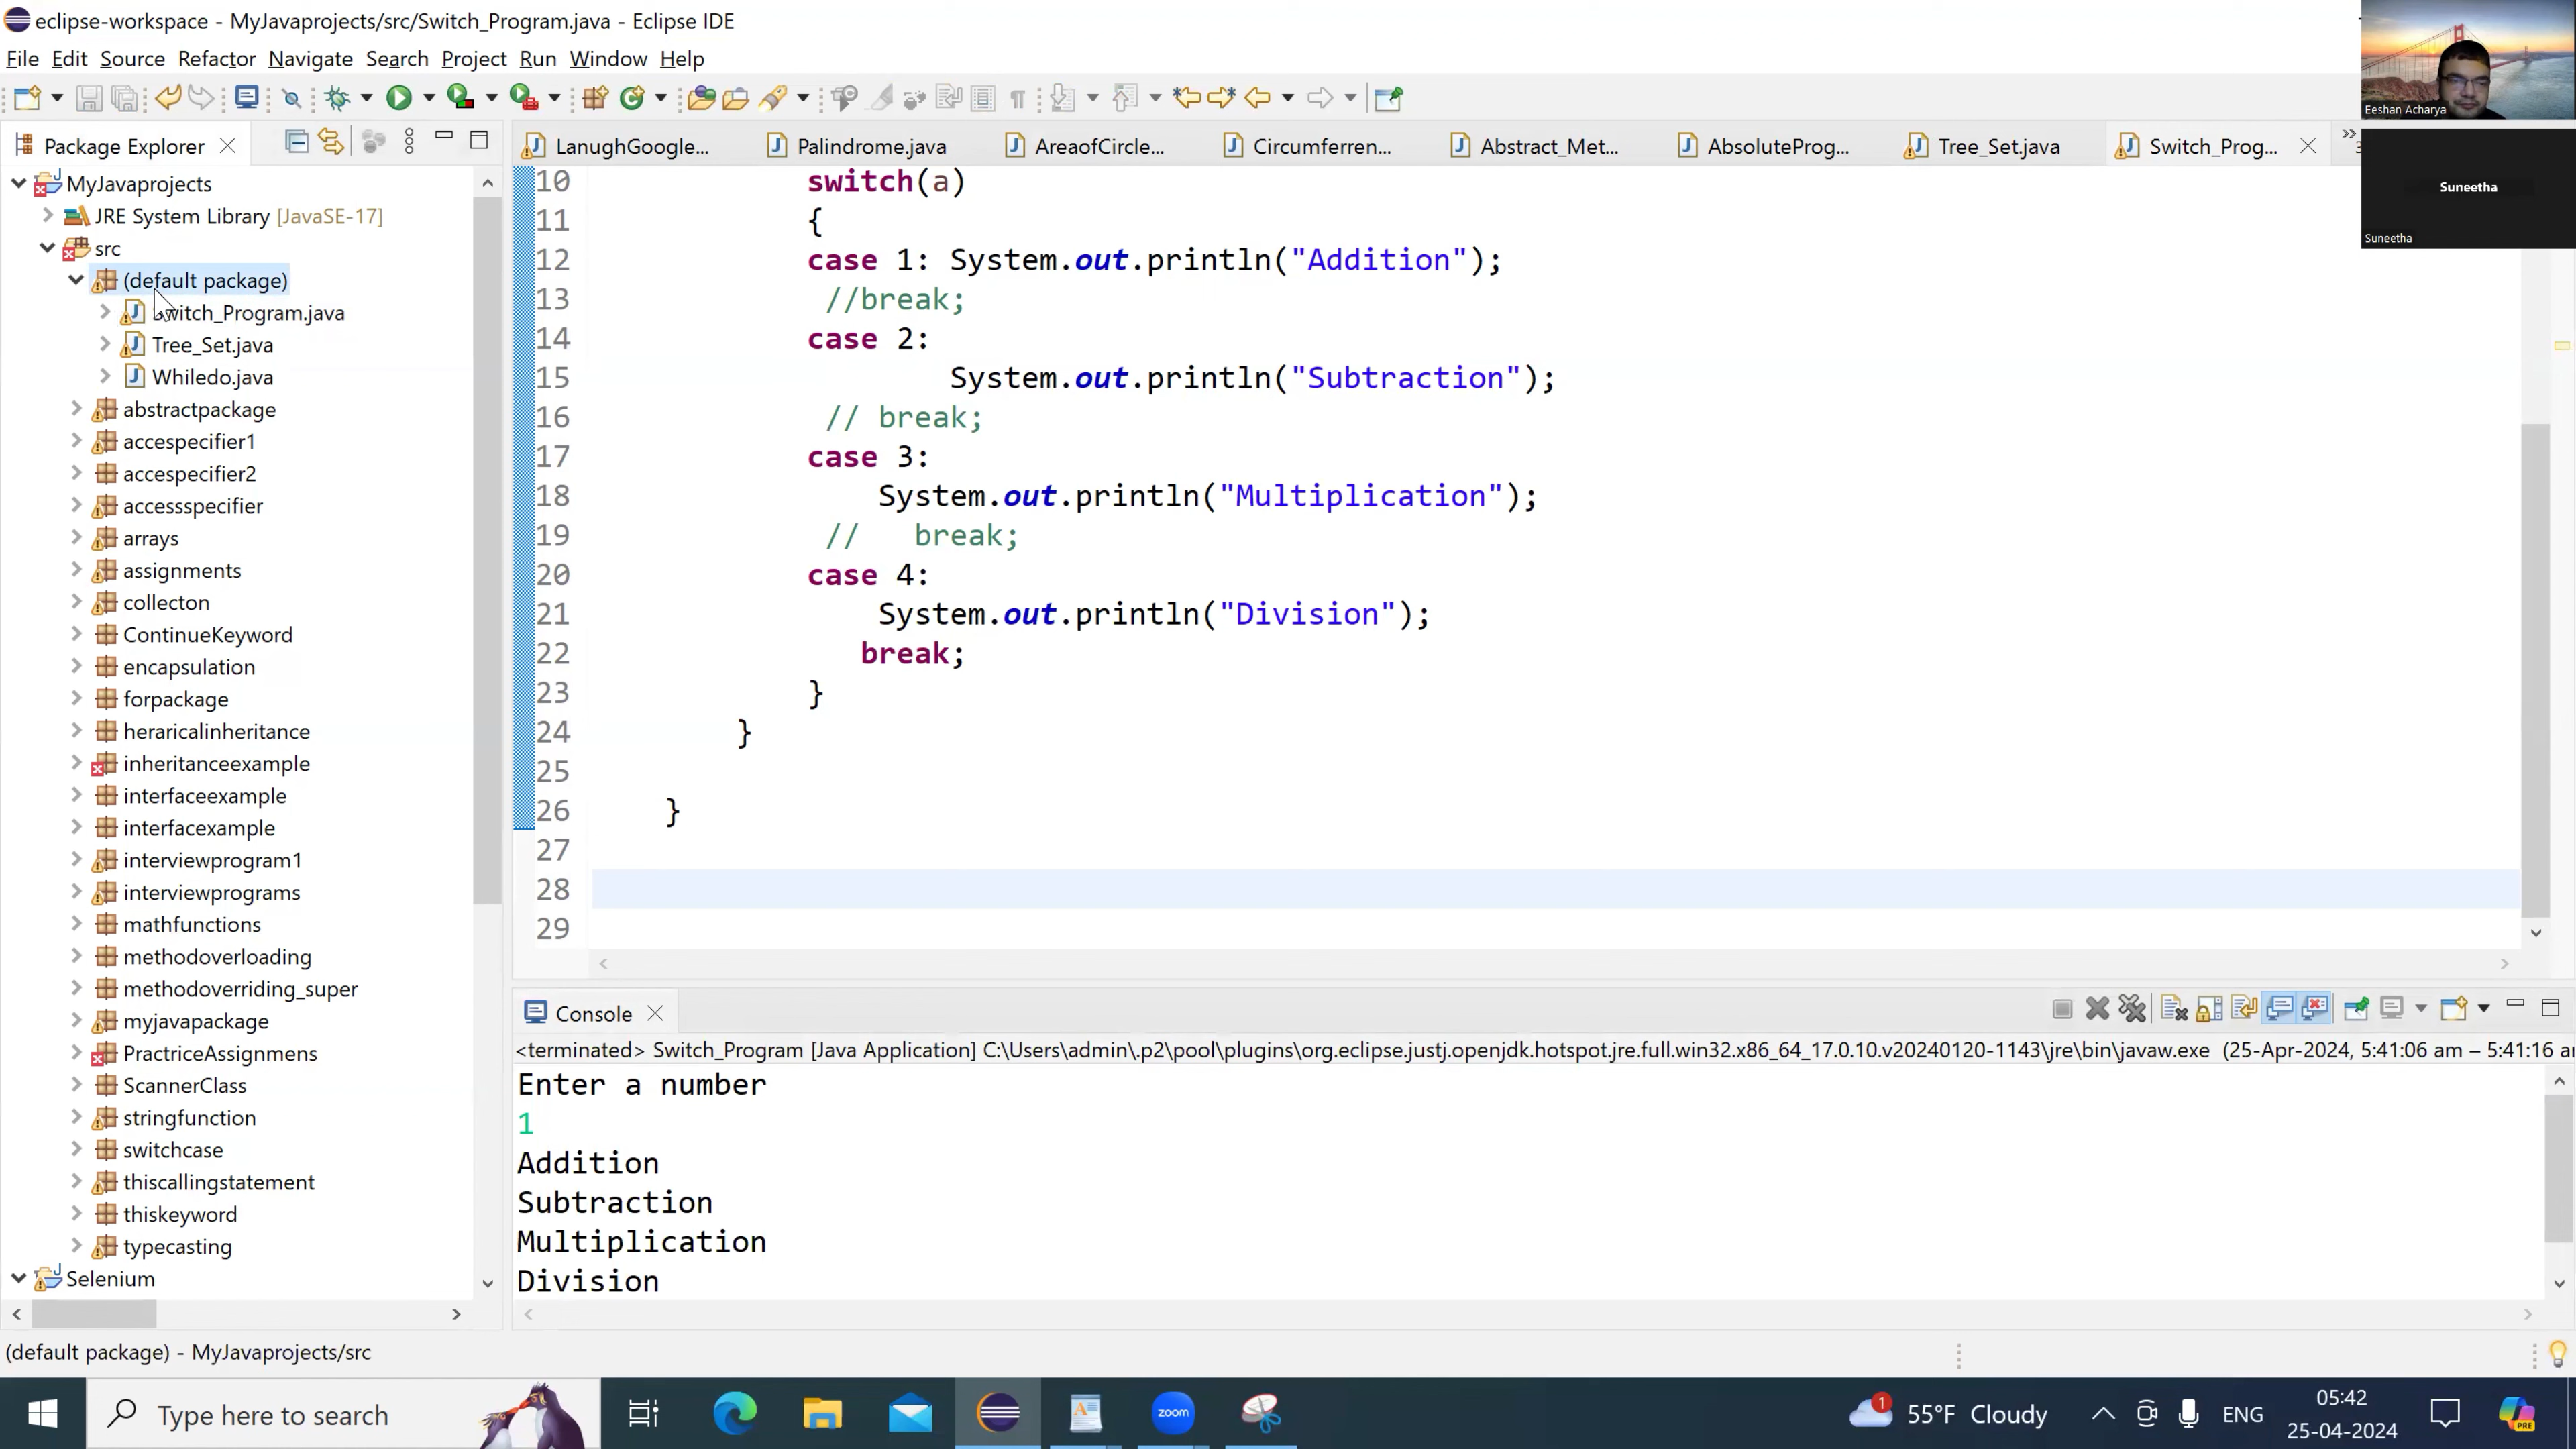 eclipse-workspace - MyJavaprojects/src/Switch_Program.java - Eclipse IDE
File Edit Source Refactor Navigate Search Project Run Window Help
Eeshan Acharya
Suneetha
Suneetha
Package Explorer
MyJavaprojects
JRE System Library [JavaSE-17]
src
(default package)
Switch_Program.java
Tree_Set.java
Whiledo.java
abstractpackage
accespecifier1
accespecifier2
accessspecifier
arrays
assignments
collecton
ContinueKeyword
encapsulation
forpackage
heraricalinheritance
inheritanceexample
interfaceexample
interfacexample
interviewprogram1
interviewprograms
mathfunctions
methodoverloading
methodoverriding_super
myjavapackage
PractriceAssignmens
ScannerClass
stringfunction
switchcase
thiscallingstatement
thiskeyword
typecasting
Selenium
LanughGoogle... Palindrome.java AreaofCircle... Circumferren... Abstract_Met... AbsoluteProg... Tree_Set.java Switch_Prog...
10 switch(a)
11 {
12 case 1: System.out.println("Addition");
13 //break;
14 case 2:
15 System.out.println("Subtraction");
16 // break;
17 case 3:
18 System.out.println("Multiplication");
19 // break;
20 case 4:
21 System.out.println("Division");
22 break;
23 }
24 }
25
26 }
27
28
29
Console
<terminated> Switch_Program [Java Application] C:\Users\admin\.p2\pool\plugins\org.eclipse.justj.openjdk.hotspot.jre.full.win32.x86_64_17.0.10.v20240120-1143\jre\bin\javaw.exe (25-Apr-2024, 5:41:06 am – 5:41:16 a
Enter a number
1
Addition
Subtraction
Multiplication
Division
(default package) - MyJavaprojects/src
Type here to search
zoom
1
55°F Cloudy
ENG
05:42
25-04-2024
PRE